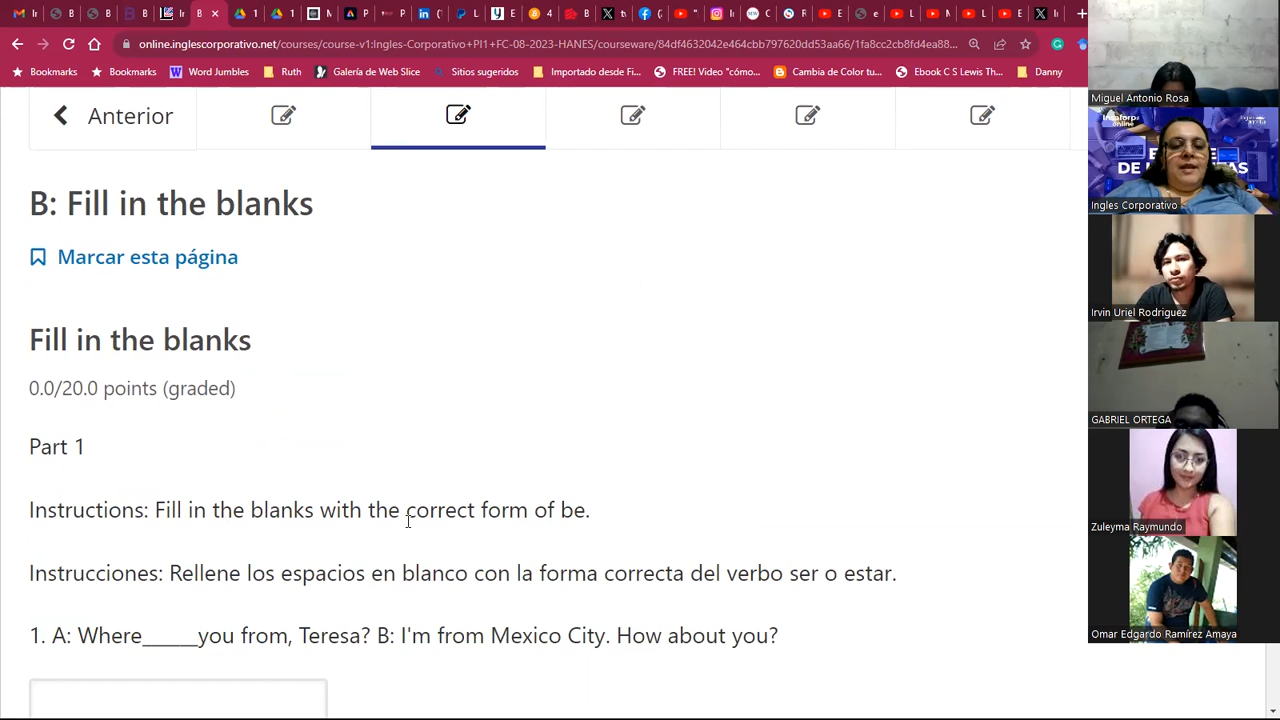 online.inglescorporativo.net/courses/course-v1:Ingles-Corporativo+PI1+FC-08-2023-HANES/courseware/84df4632042e464cbb797620dd53aa66/1fa8cc2cb8fd4ea88...
Bookmarks
Bookmarks
Word Jumbles
Ruth
Galería de Web Slice
Sitios sugeridos
Importado desde Fi...
FREE! Video "cómo...
Cambia de Color tu...
Ebook C S Lewis Th...
Danny
Anterior
B: Fill in the blanks
Marcar esta página
Fill in the blanks
0.0/20.0 points (graded)
Part 1
Instructions: Fill in the blanks with the correct form of be.
Instrucciones: Rellene los espacios en blanco con la forma correcta del verbo ser o estar.
1. A: Where_____you from, Teresa? B: I'm from Mexico City. How about you?
Miguel Antonio Rosa
Ingles Corporativo
Irvin Uriel Rodriguez
GABRIEL ORTEGA
Zuleyma Raymundo
Omar Edgardo Ramírez Amaya